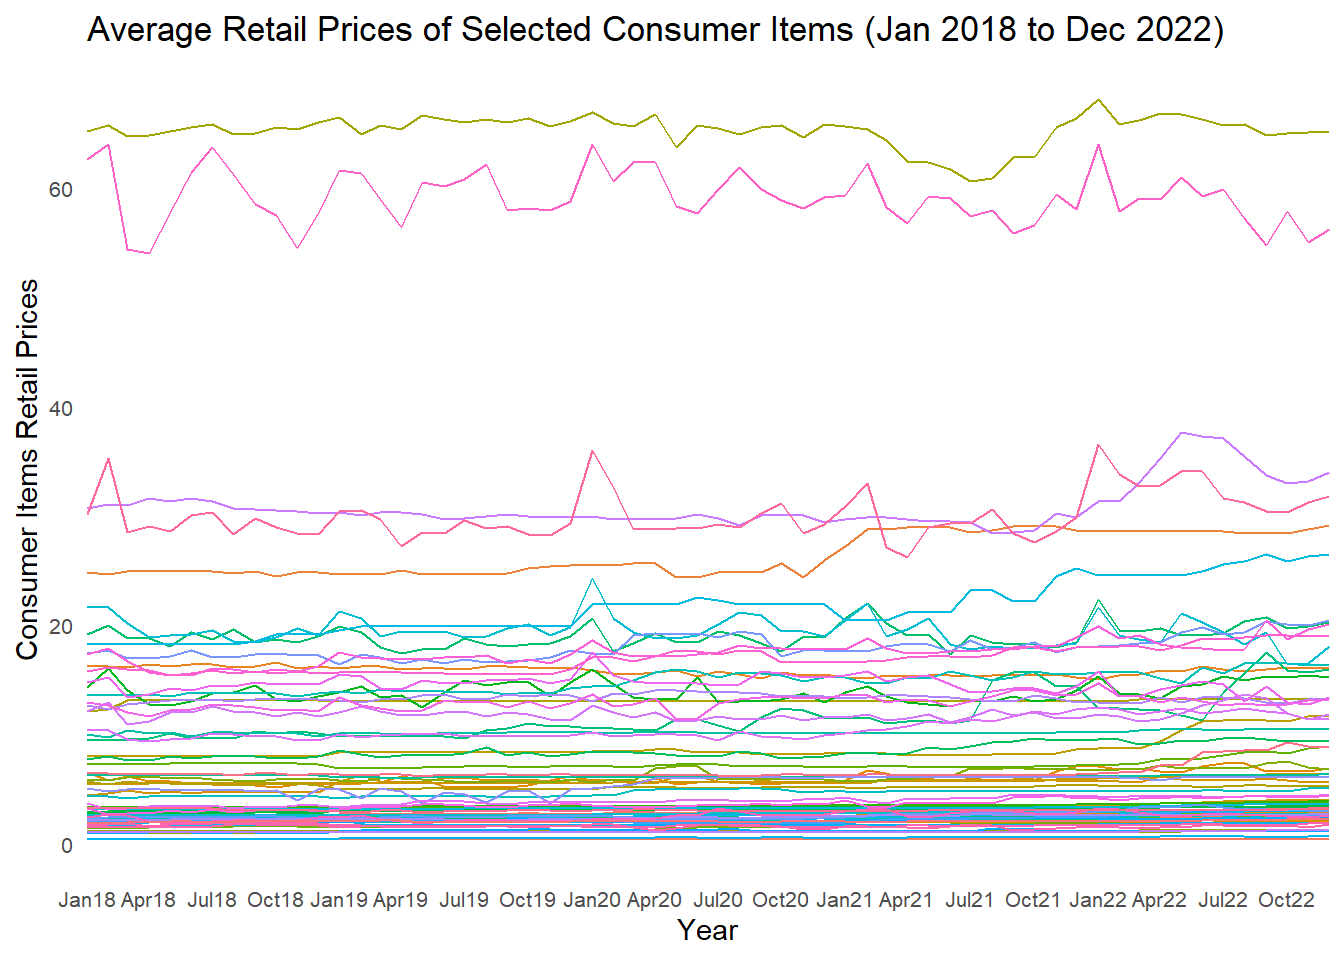 Average Retail Prices of Selected Consumer Items (Jan 2018 to Dec 2022)
Consumer Items Retail Prices
60
40
20
0
Jan18 Apr18 Jul18 Oct18 Jan19 Apr19 Jul19 Oct19 Jan20 Apr20 Jul20 Oct20 Jan21 Apr21 Jul21 Oct21 Jan22 Apr22 Jul22 Oct22
Year